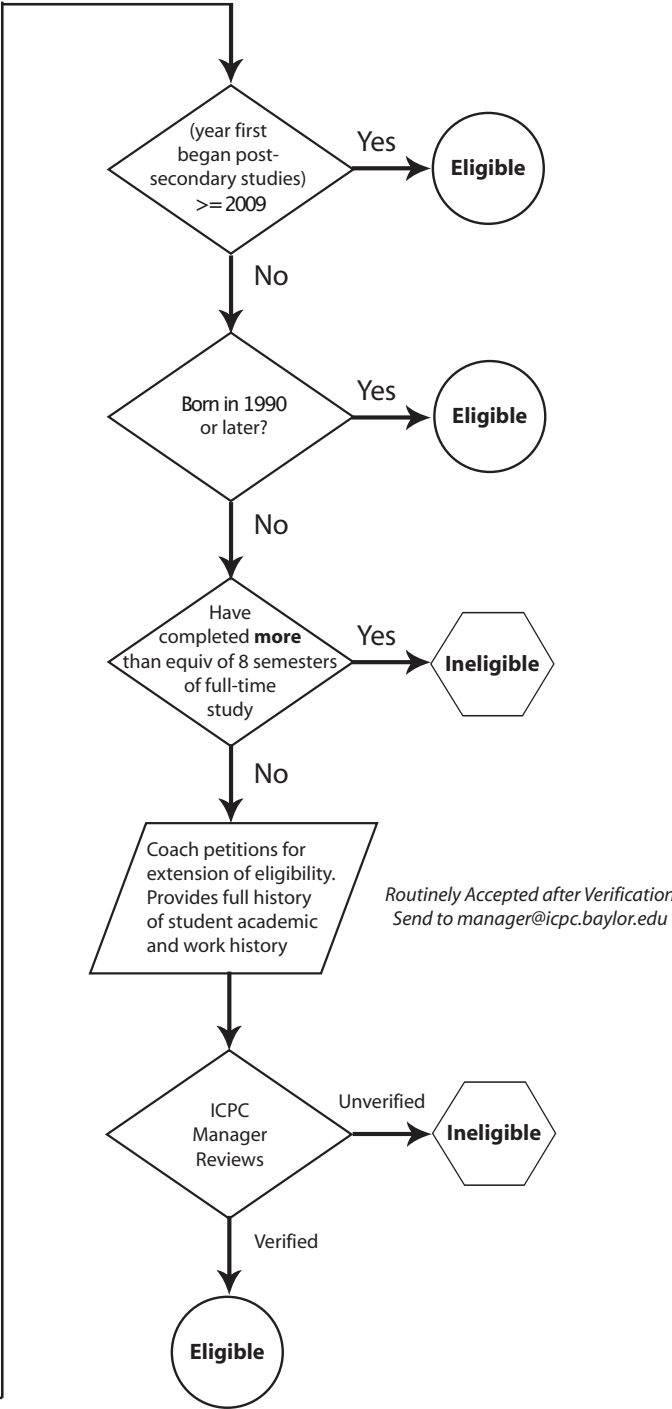 (year first
began post-
secondary studies)
>= 2009
Yes
Eligible
No
Born in 1990
or later?
Yes
Eligible
No
Have
completed more
than equiv of 8 semesters
of full-time
study
Yes
Ineligible
No
Coach petitions for
extension of eligibility.
Provides full history
of student academic
and work history
Routinely Accepted after Verification
Send to manager@icpc.baylor.edu
ICPC
Manager
Reviews
Unverified
Ineligible
Verified
Eligible